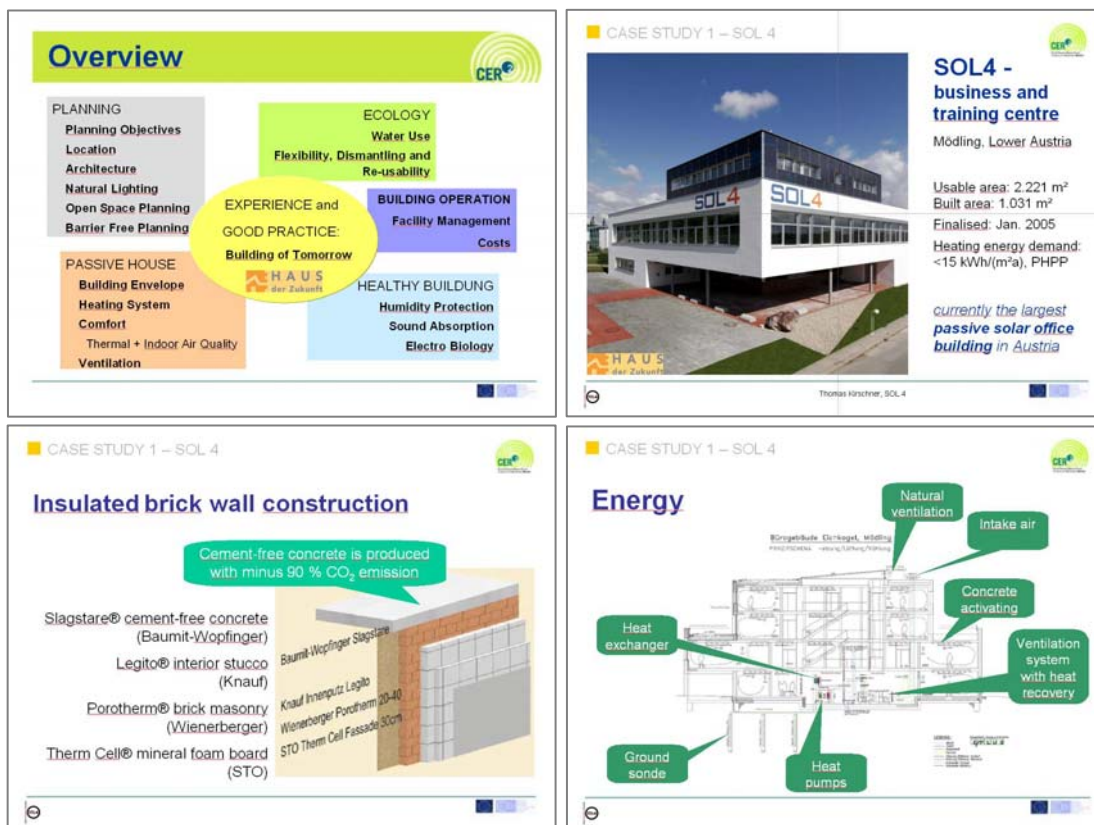 Overview
CER
PLANNING
Planning Objectives
Location
Architecture
Natural Lighting
Open Space Planning
Barrier Free Planning
ECOLOGY
Water Use
Flexibility, Dismantling and
Re-usability
EXPERIENCE and
GOOD PRACTICE:
Building of Tomorrow
HAUS
der Zukunft
BUILDING OPERATION
Facility Management
Costs
PASSIVE HOUSE
Building Envelope
Heating System
Comfort
Thermal + Indoor Air Quality
Ventilation
HEALTHY BUILDUNG
Humidity Protection
Sound Absorption
Electro Biology
CASE STUDY 1 – SOL 4
CER
SOL4 -
business and
training centre
Mödling, Lower Austria
Usable area: 2.221 m²
Built area: 1.031 m²
Finalised: Jan. 2005
Heating energy demand:
<15 kWh/(m²a), PHPP
currently the largest
passive solar office
building in Austria
SOL4
SOL4
HAUS
der Zukunft
Thomas Kirschner, SOL 4
CASE STUDY 1 – SOL 4
CER
Insulated brick wall construction
Cement-free concrete is produced
with minus 90 % CO₂ emission
Slagstare® cement-free concrete
(Baumit-Wopfinger)
Legito® interior stucco
(Knauf)
Porotherm® brick masonry
(Wienerberger)
Therm Cell® mineral foam board
(STO)
Baumit-Wopfinger Slagstare
Knauf Innenputz Legito
Wienerberger Porotherm 20-40
STO Therm Cell Fassade 30cm
CASE STUDY 1 – SOL 4
CER
Energy
Natural
ventilation
Intake air
Bürogebäude Eichkogel, Mödling
Concrete
activating
Heat
exchanger
Ventilation
system
with heat
recovery
Ground
sonde
Heat
pumps